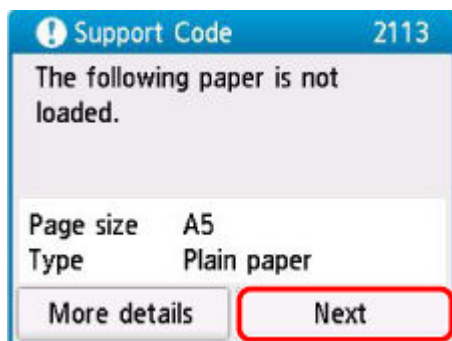 Support Code 2113
The following paper is not
loaded.
Page size A5
Type Plain paper
More details Next